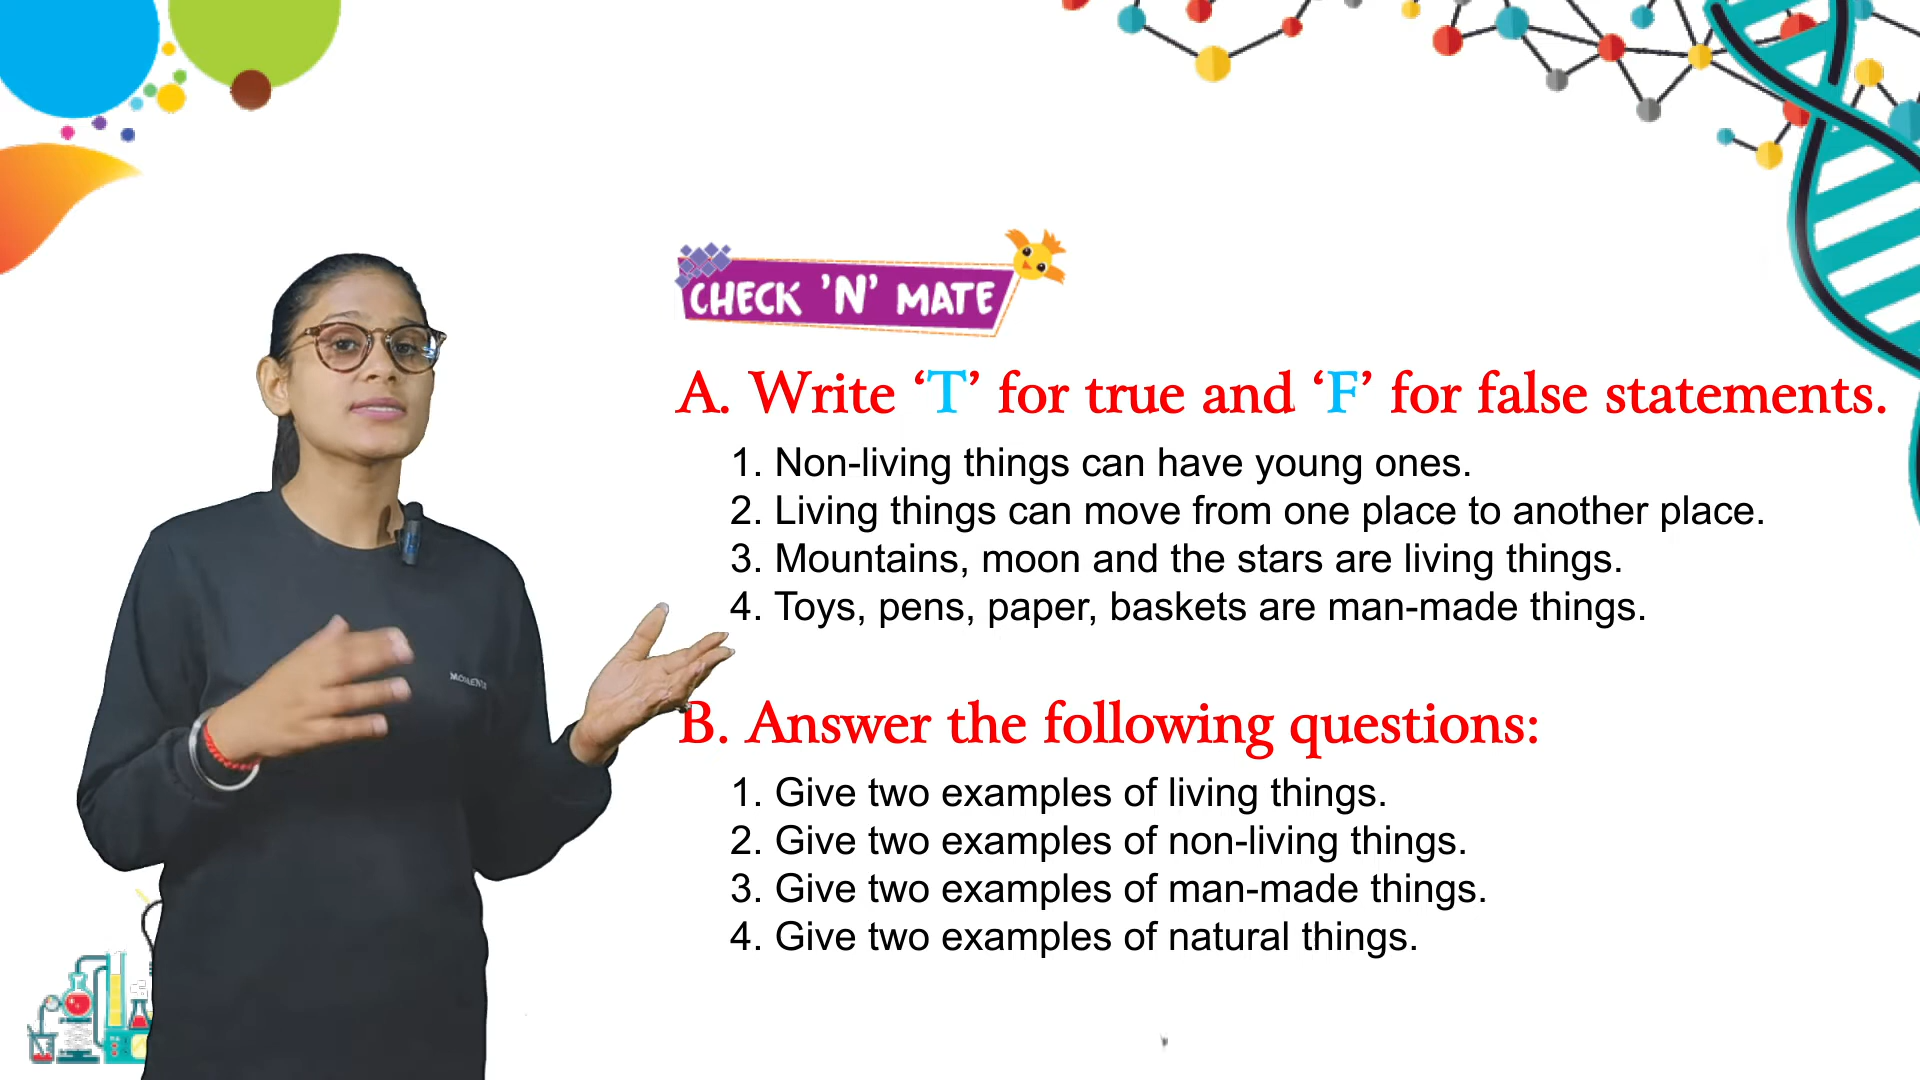 CHECK ’N’ MATE
A. Write ‘T’ for true and ‘F’ for false statements.
1. Non-living things can have young ones.
2. Living things can move from one place to another place.
3. Mountains, moon and the stars are living things.
4. Toys, pens, paper, baskets are man-made things.
B. Answer the following questions:
1. Give two examples of living things.
2. Give two examples of non-living things.
3. Give two examples of man-made things.
4. Give two examples of natural things.